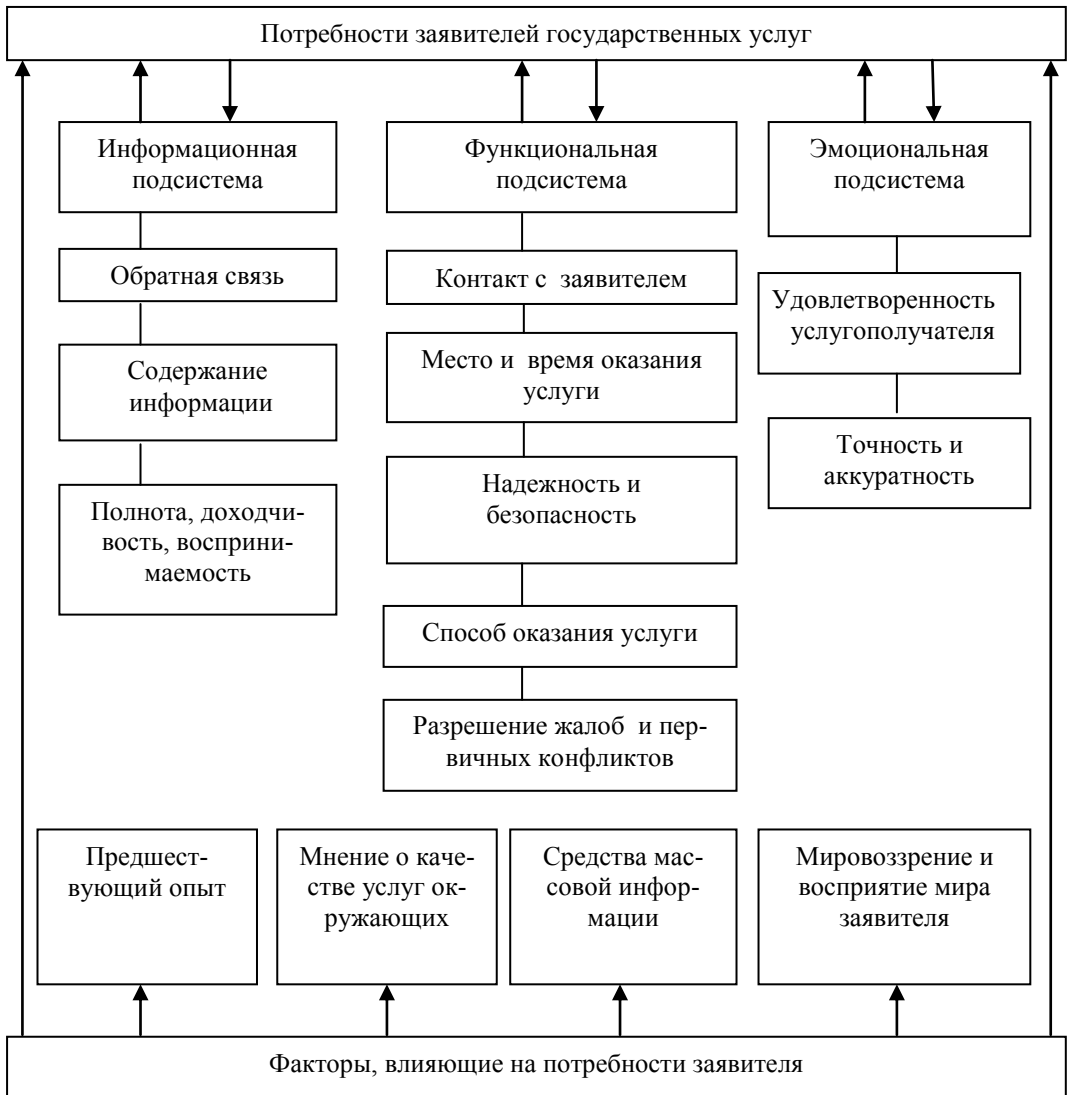 Потребности заявителей государственных услуг
Информационная
подсистема
Функциональная
подсистема
Эмоциональная
подсистема
Обратная связь
Контакт с заявителем
Удовлетворенность
услугополучателя
Содержание
информации
Место и время оказания
услуги
Точность и
аккуратность
Полнота, доходчи-
вость, восприни-
маемость
Надежность и
безопасность
Способ оказания услуги
Разрешение жалоб и пер-
вичных конфликтов
Предшест-
вующий опыт
Мнение о каче-
стве услуг ок-
ружающих
Средства мас-
совой инфор-
мации
Мировоззрение и
восприятие мира
заявителя
Факторы, влияющие на потребности заявителя